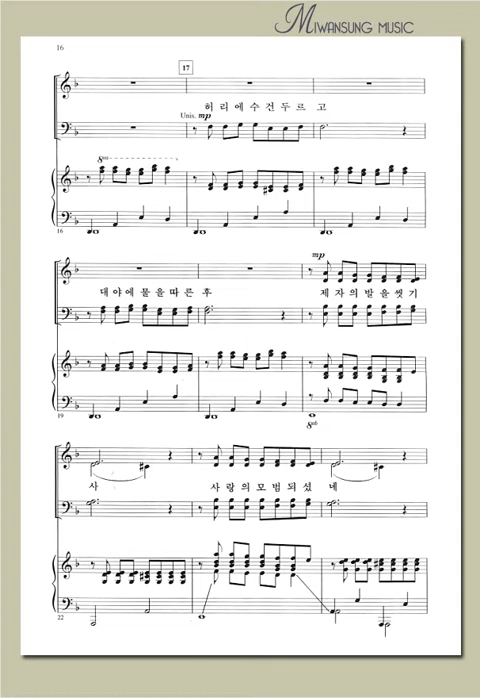 MIWANSUNG MUSIC
16
17
허리에수건두르 고
Unis. mp
8va
16
mp
대야에물을따른 후 제자의발을씻기
19
8vb
사 사랑의모범되셨 네
22